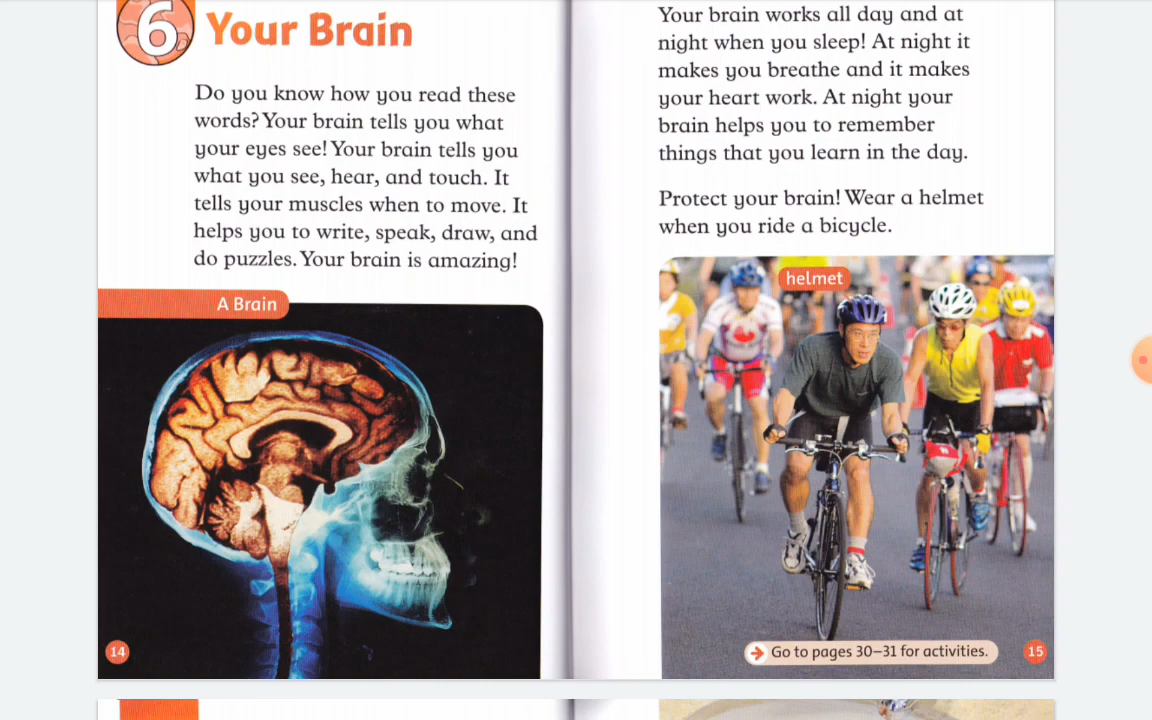 6 Your Brain
Do you know how you read these
words? Your brain tells you what
your eyes see! Your brain tells you
what you see, hear, and touch. It
tells your muscles when to move. It
helps you to write, speak, draw, and
do puzzles. Your brain is amazing!
A Brain
14
Your brain works all day and at
night when you sleep! At night it
makes you breathe and it makes
your heart work. At night your
brain helps you to remember
things that you learn in the day.
Protect your brain! Wear a helmet
when you ride a bicycle.
helmet
Go to pages 30–31 for activities.
15